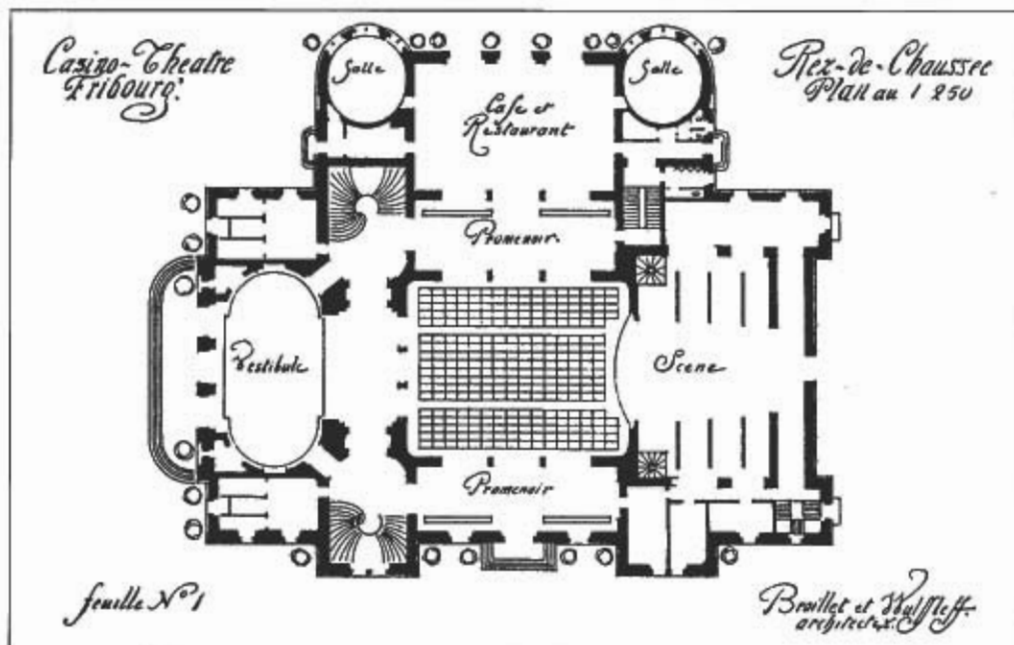 Casino-Theatre
Fribourg.
Rez-de-Chaussee
Plan au 1 250
Salle
Salle
Cafe et
Restaurant
Promenoir.
Vestibule
Scene
Promenoir
feuille No 1
Broillet et Wulffleff.
architectes.